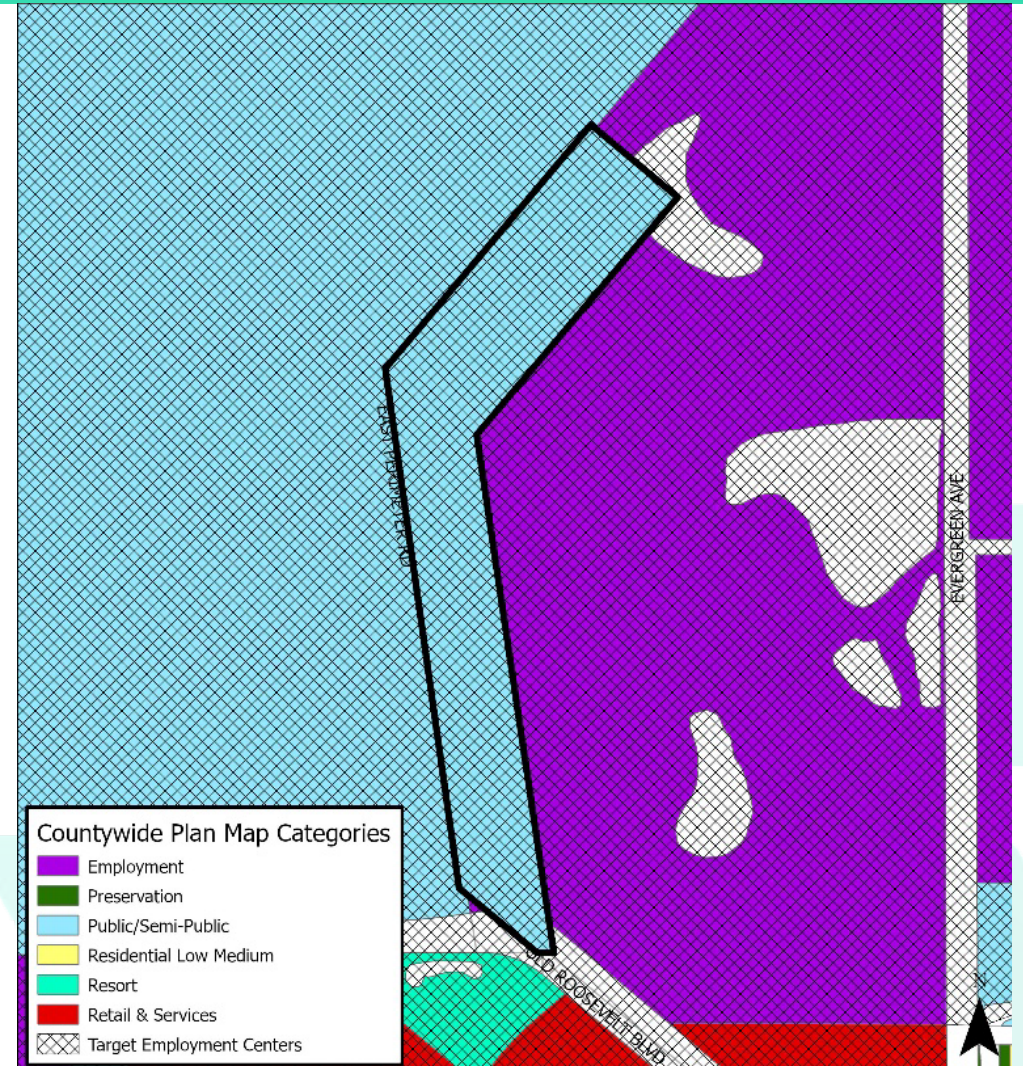 EAST PERIMETER RD
EVERGREEN AVE
OLD ROOSEVELT BLVD
N
Countywide Plan Map Categories
Employment
Preservation
Public/Semi-Public
Residential Low Medium
Resort
Retail & Services
Target Employment Centers